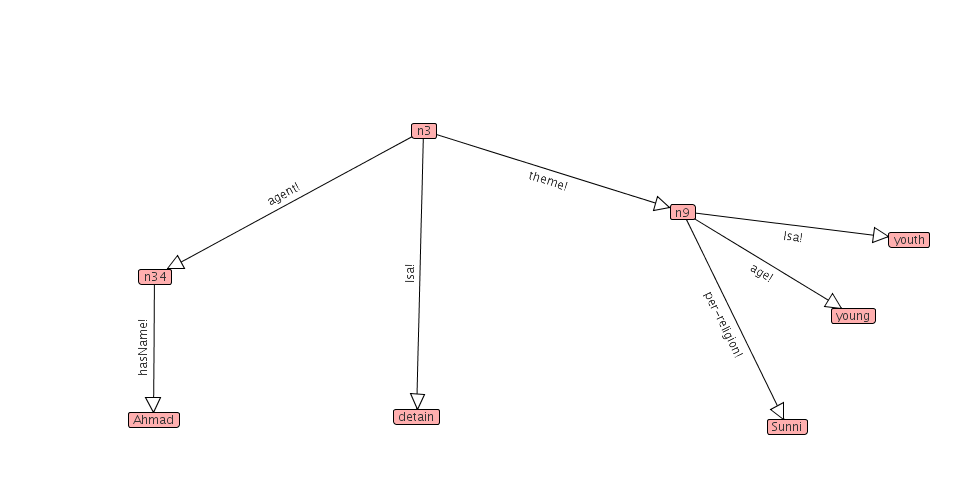 n3
theme!
agent!
n9
Isa!
youth
Isa!
age!
n34
young
per-religion!
hasName!
Ahmad
detain
Sunni